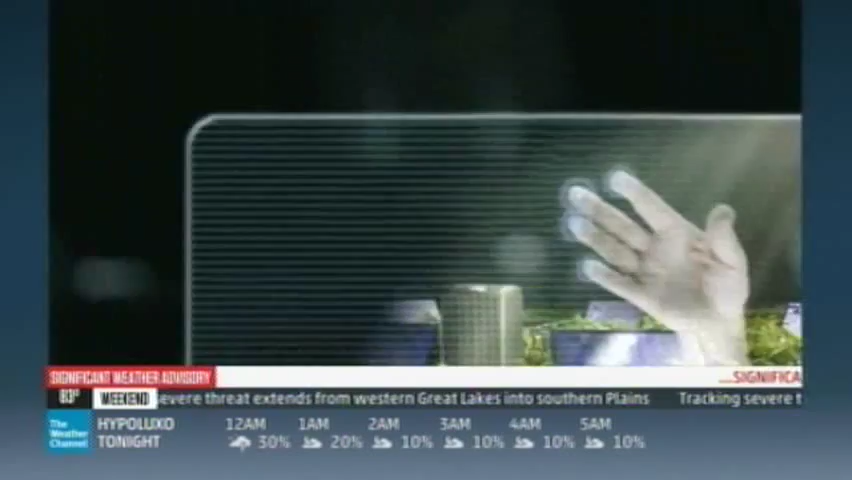 SIGNIFICANT WEATHER ADVISORY
...SIGNIFICA
83°
WEEKEND
evere threat extends from western Great Lakes into southern Plains
Tracking severe t
The Weather Channel
HYPOLUXO
TONIGHT
12AM 1AM 2AM 3AM 4AM 5AM
30% 20% 10% 10% 10% 10%